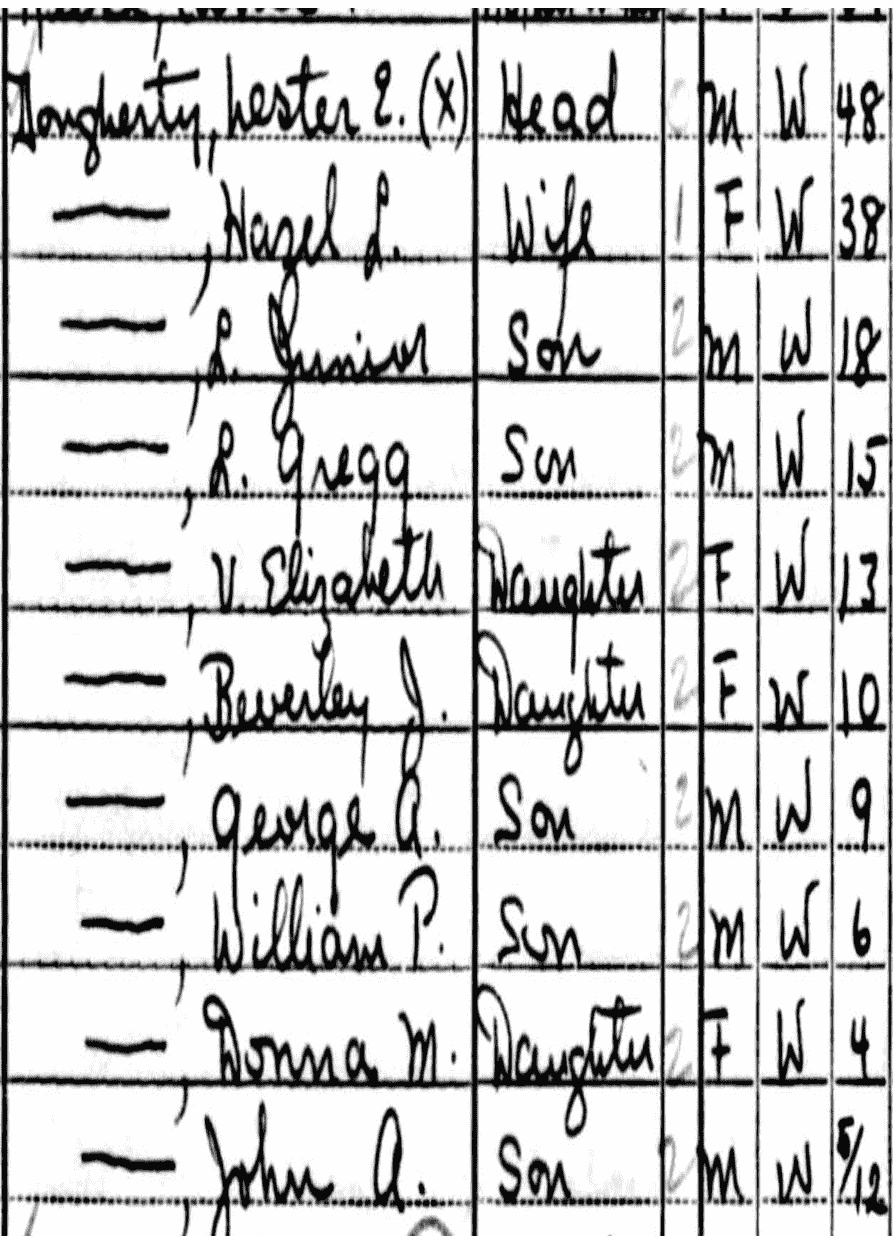 Dougherty, Lester E. (X) Head 0 M W 48
—, Hazel L. Wife 1 F W 38
—, L. Junior Son 2 M W 18
—, L. Gregg Son 2 M W 15
—, V. Elizabeth Daughter 2 F W 13
—, Beverley J. Daughter 2 F W 10
—, George A. Son 2 M W 9
—, William P. Son 2 M W 6
—, Donna M. Daughter 2 F W 4
—, John A. Son 2 M W 5/12